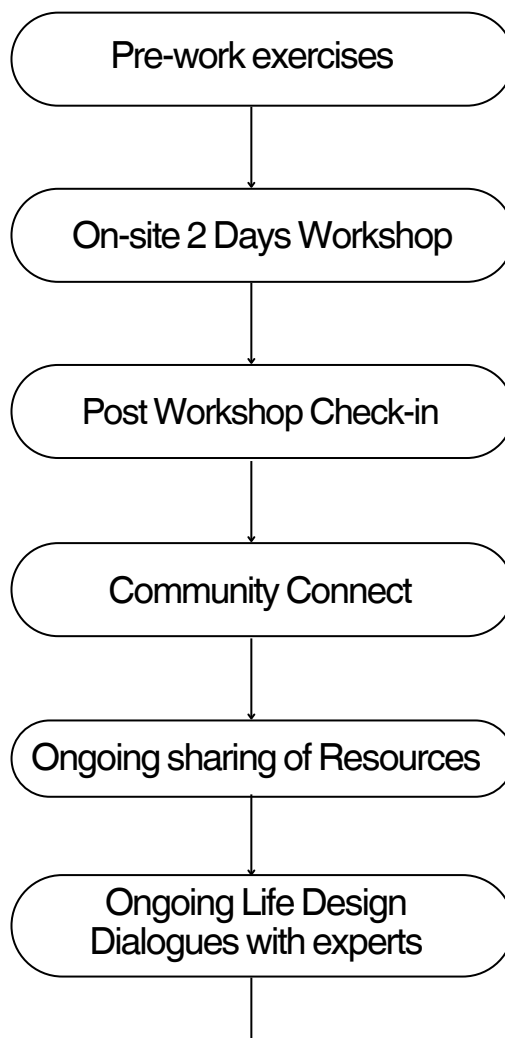 Pre-work exercises
On-site 2 Days Workshop
Post Workshop Check-in
Community Connect
Ongoing sharing of Resources
Ongoing Life Design
Dialogues with experts